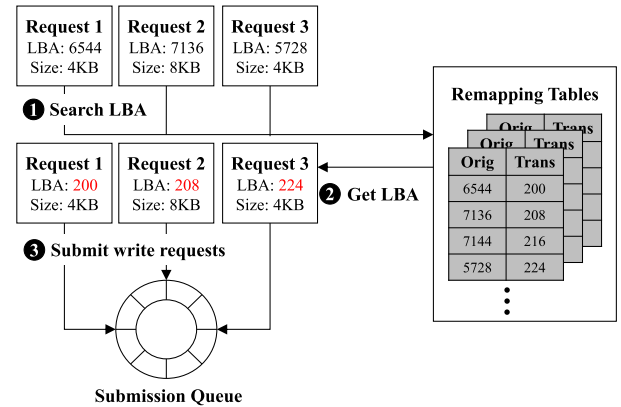 Request 1
LBA: 6544
Size: 4KB
Request 2
LBA: 7136
Size: 8KB
Request 3
LBA: 5728
Size: 4KB
1 Search LBA
Request 1
LBA: 200
Size: 4KB
Request 2
LBA: 208
Size: 8KB
Request 3
LBA: 224
Size: 4KB
2 Get LBA
3 Submit write requests
Submission Queue
Remapping Tables
Orig Trans
Orig Trans
Orig Trans
6544 200
7136 208
7144 216
5728 224